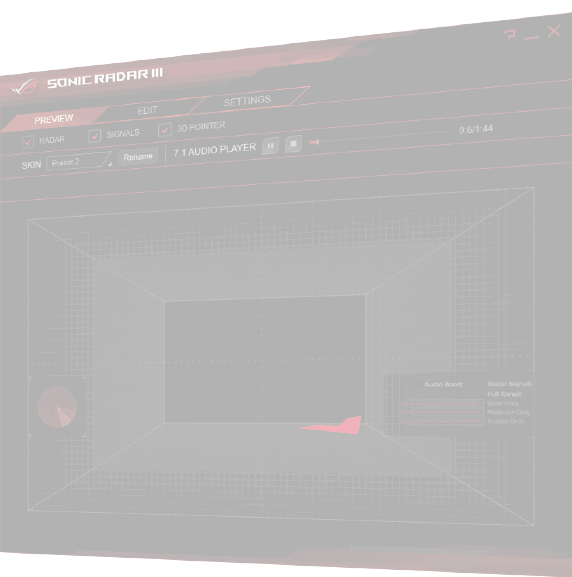 SONIC RADAR III
PREVIEW EDIT SETTINGS
RADAR SIGNALS 3D POINTER
SKIN Preset 2 Rename 7.1 AUDIO PLAYER 0:6/1:44
Audio Boost Radar Signals
Full Range
Bass Only
Medium Only
Treble Only